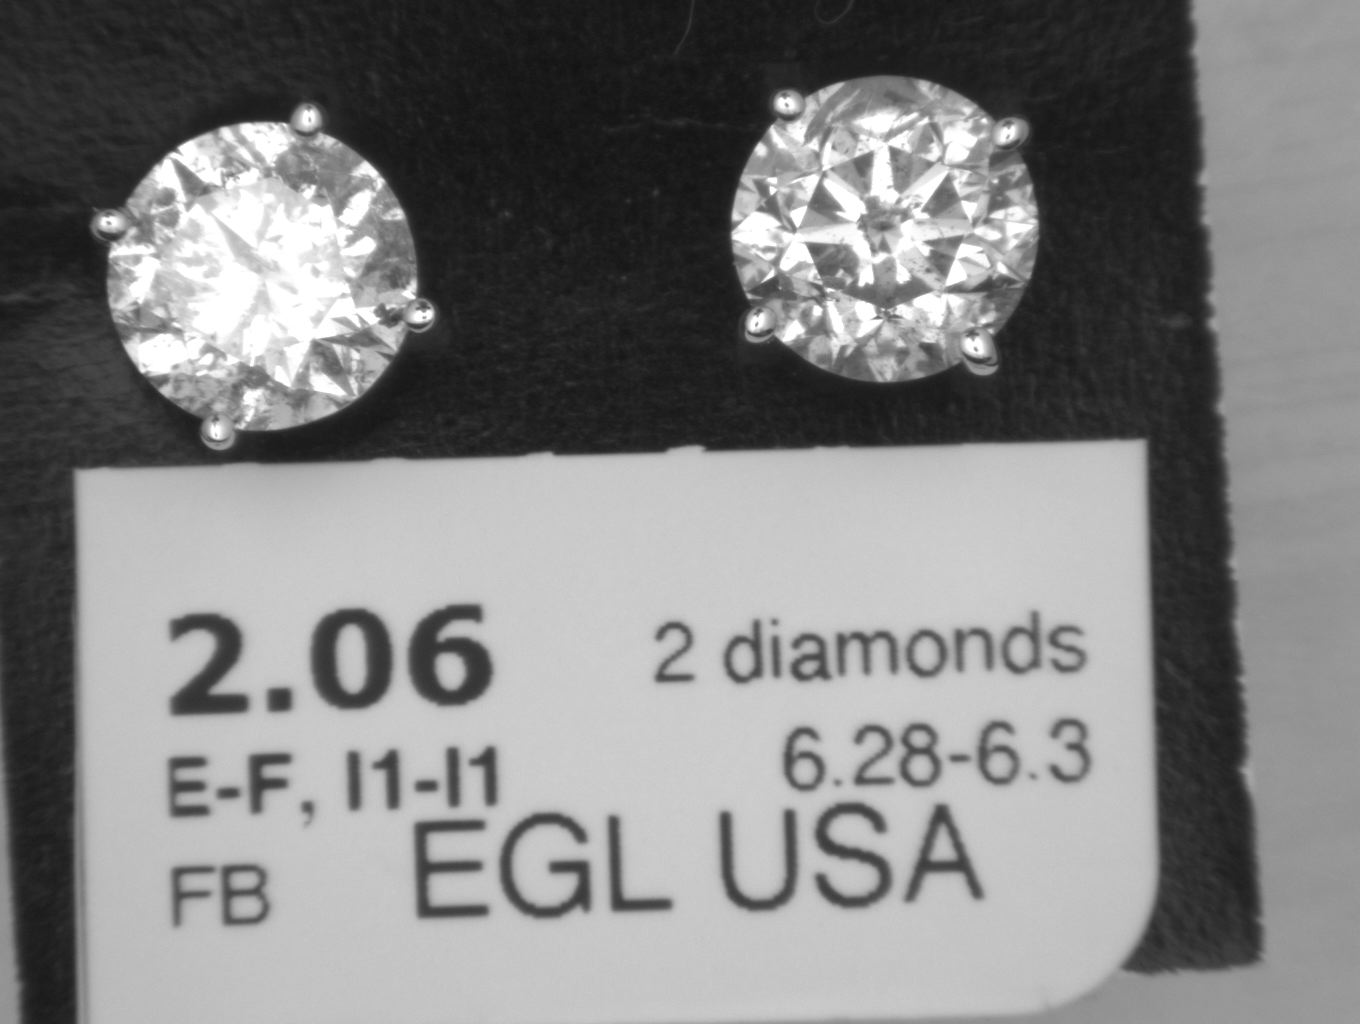 2.06 2 diamonds
E-F, I1-I1 6.28-6.3
FB EGL USA